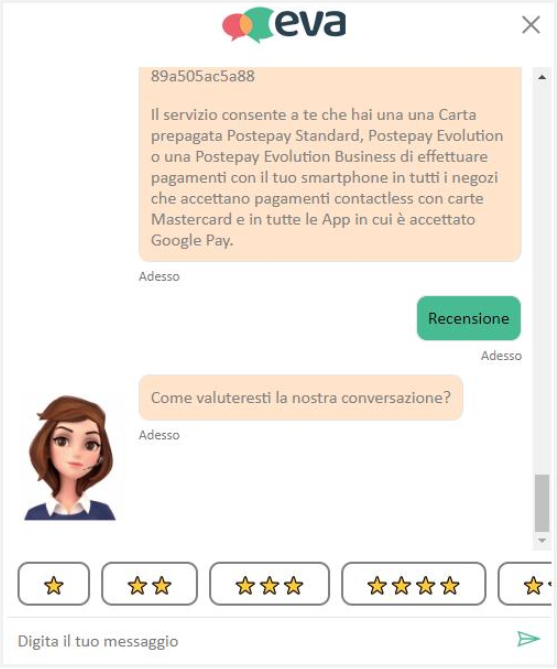 eva
89a505ac5a88
Il servizio consente a te che hai una una Carta
prepagata Postepay Standard, Postepay Evolution
o una Postepay Evolution Business di effettuare
pagamenti con il tuo smartphone in tutti i negozi
che accettano pagamenti contactless con carte
Mastercard e in tutte le App in cui è accettato
Google Pay.
Adesso
Recensione
Adesso
Come valuteresti la nostra conversazione?
Adesso
Digita il tuo messaggio